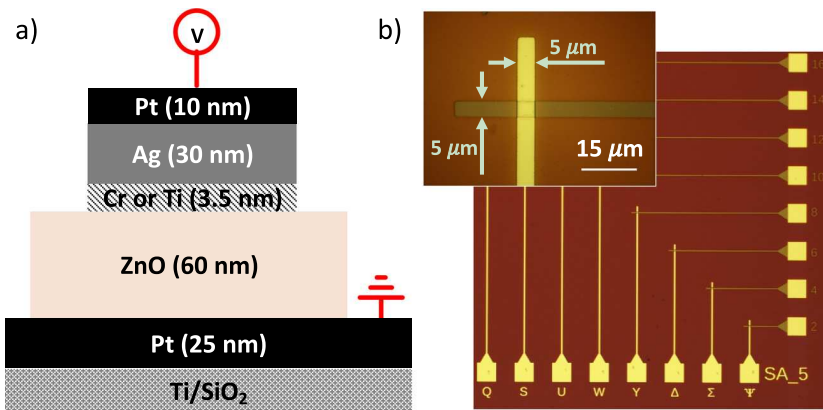 a)
V
Pt (10 nm)
Ag (30 nm)
Cr or Ti (3.5 nm)
ZnO (60 nm)
Pt (25 nm)
Ti/SiO₂
b)
5 μm
5 μm
15 μm
16
14
12
10
8
6
4
2
SA_5
Q S U W Y Δ Σ Ψ